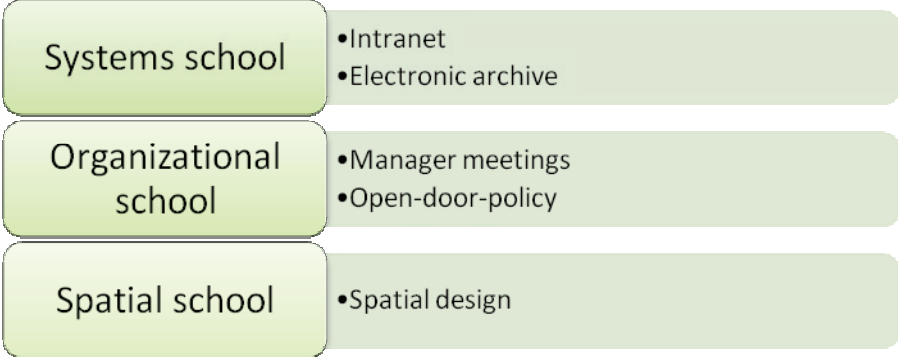 Systems school
•Intranet
•Electronic archive
Organizational
school
•Manager meetings
•Open-door-policy
Spatial school
•Spatial design